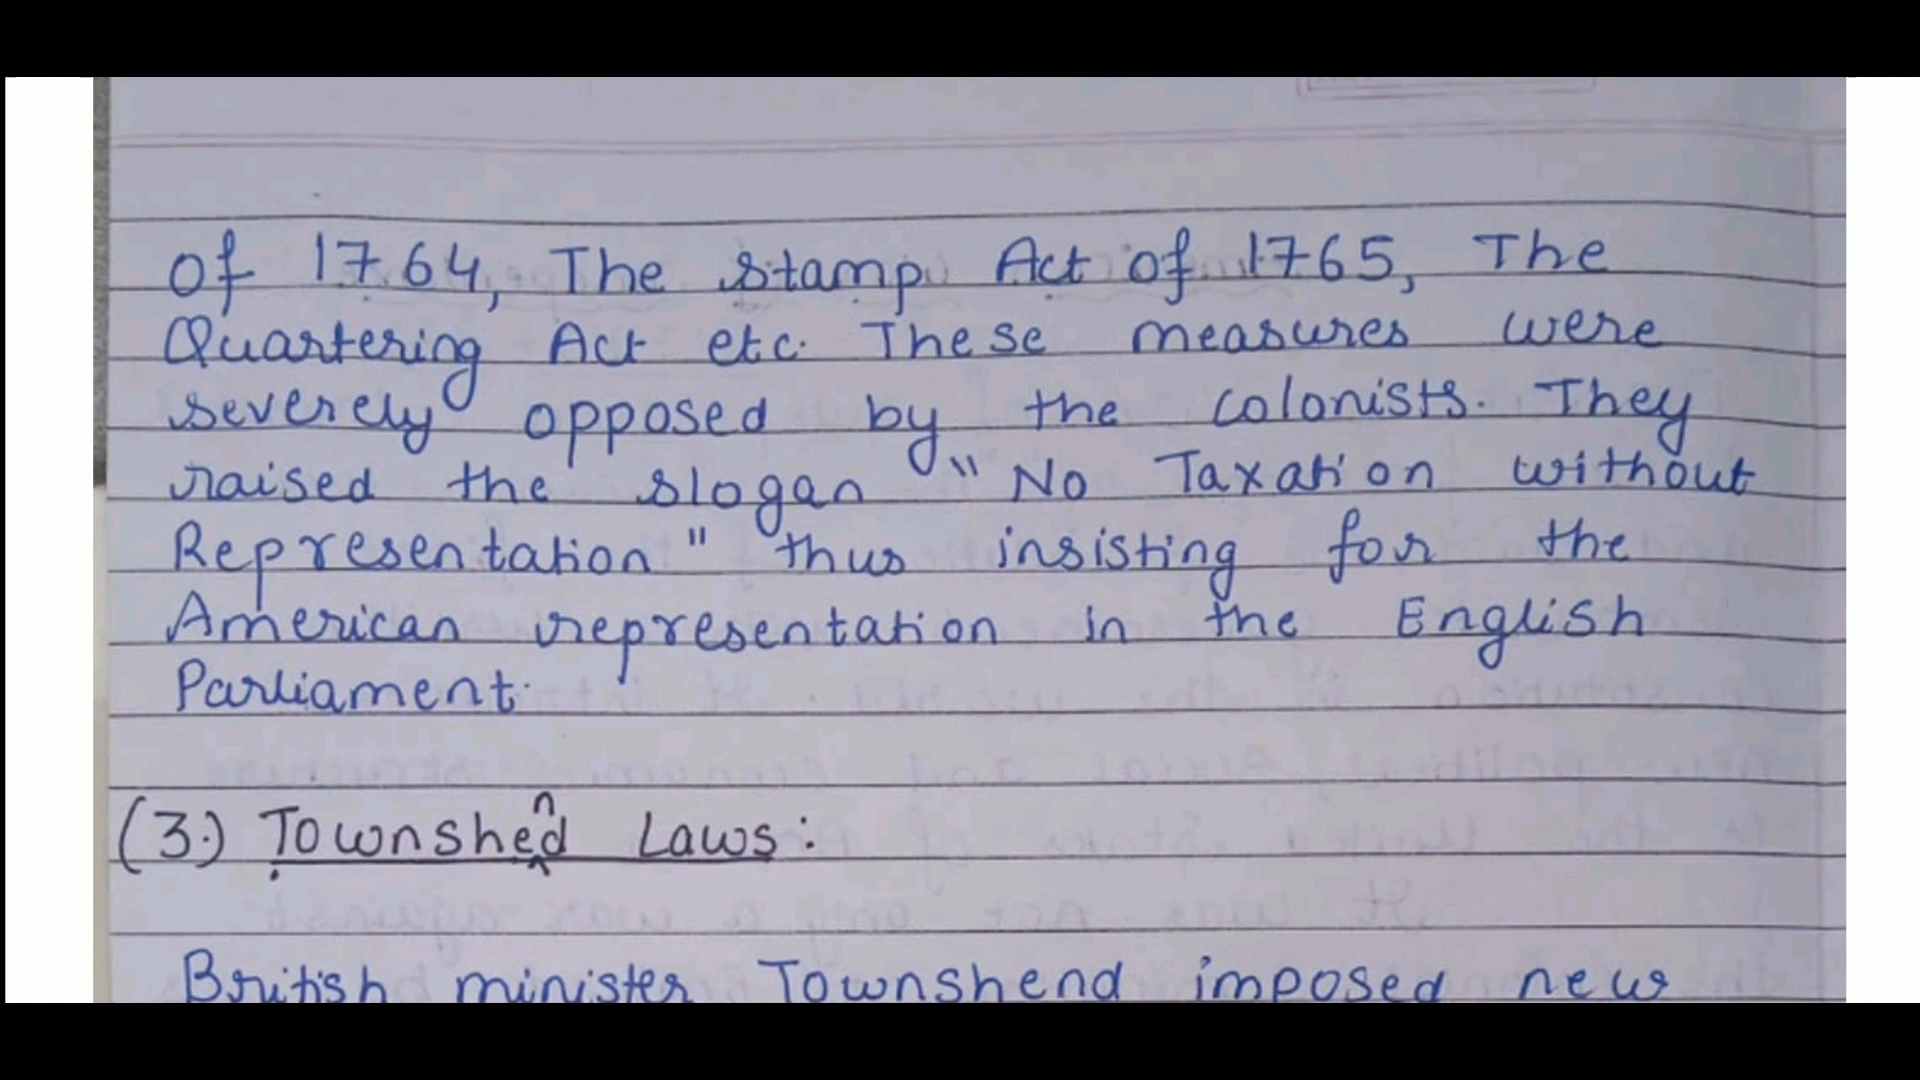 of 1764, The stamp Act of 1765, The
Quartering Act etc. These measures were
severely opposed by the colonists. They
raised the slogan "No Taxation without
Representation" thus insisting for the
American representation in the English
Parliament.
(3.) Townshend Laws:
British minister Townshend imposed new